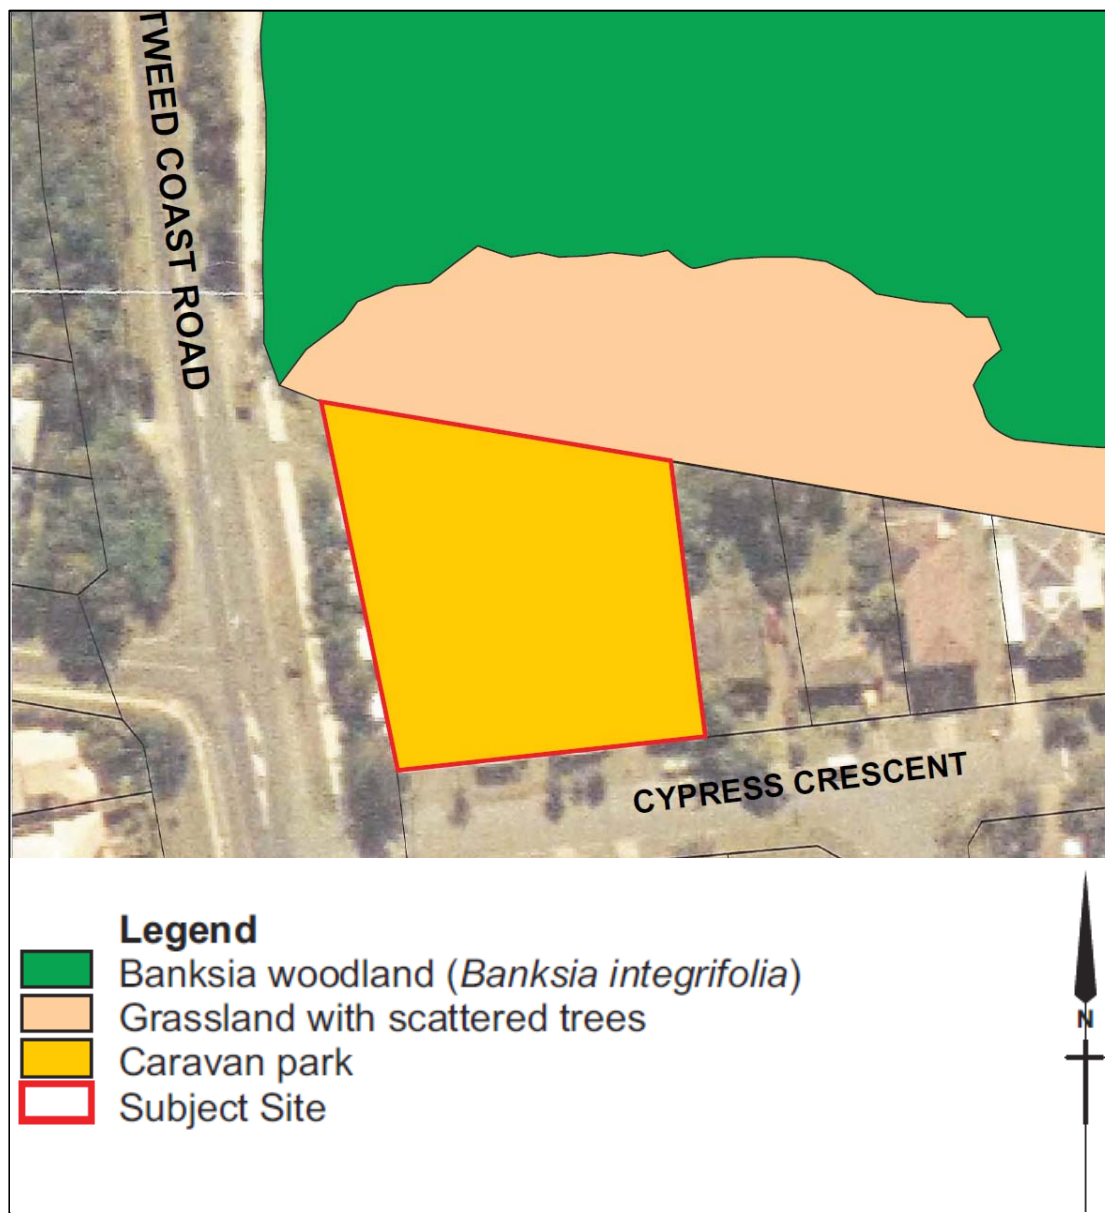 TWEED COAST ROAD
CYPRESS CRESCENT
Legend
Banksia woodland (Banksia integrifolia)
Grassland with scattered trees
Caravan park
Subject Site
N